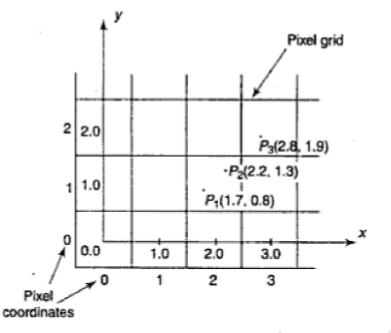 y
Pixel grid
2 2.0
P3(2.8, 1.9)
P2(2.2, 1.3)
1 1.0
P1(1.7, 0.8)
x
0 0.0 1.0 2.0 3.0
0 1 2 3
Pixel
coordinates